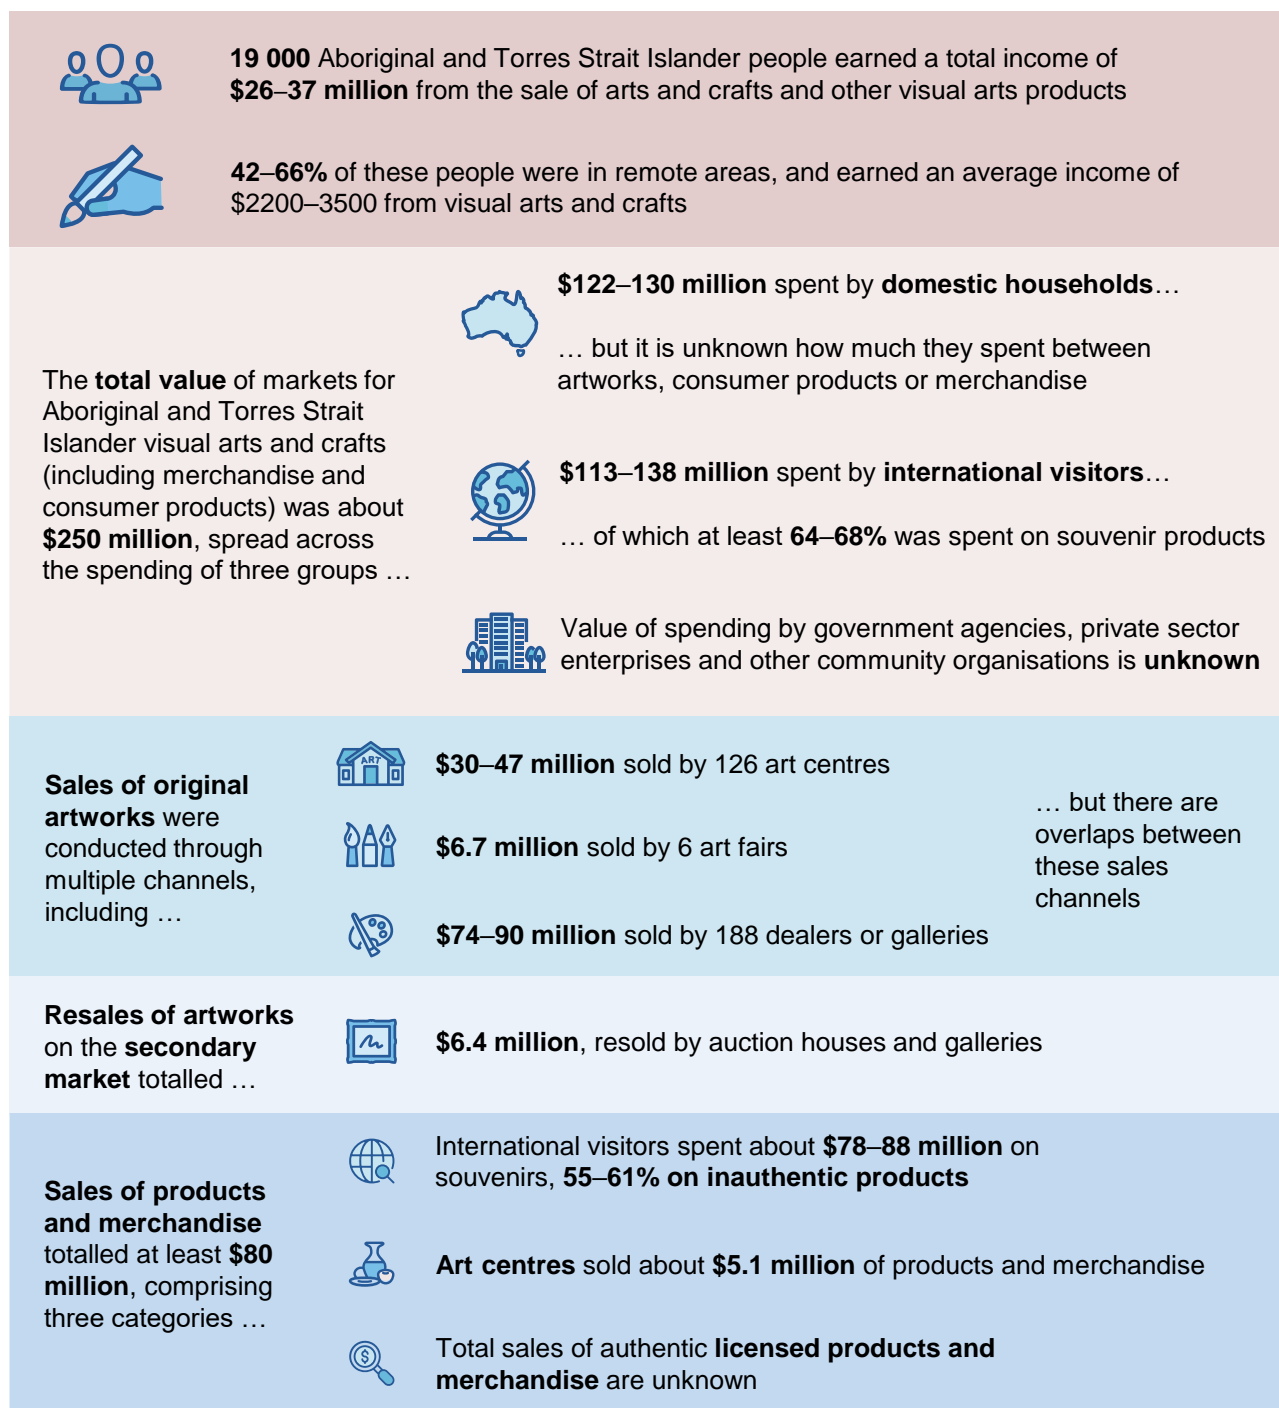 19 000 Aboriginal and Torres Strait Islander people earned a total income of
$26–37 million from the sale of arts and crafts and other visual arts products
42–66% of these people were in remote areas, and earned an average income of
$2200–3500 from visual arts and crafts
The total value of markets for
Aboriginal and Torres Strait
Islander visual arts and crafts
(including merchandise and
consumer products) was about
$250 million, spread across
the spending of three groups …
$122–130 million spent by domestic households…
… but it is unknown how much they spent between
artworks, consumer products or merchandise
$113–138 million spent by international visitors…
… of which at least 64–68% was spent on souvenir products
Value of spending by government agencies, private sector
enterprises and other community organisations is unknown
Sales of original
artworks were
conducted through
multiple channels,
including …
ART
$30–47 million sold by 126 art centres
$6.7 million sold by 6 art fairs
$74–90 million sold by 188 dealers or galleries
… but there are
overlaps between
these sales
channels
Resales of artworks
on the secondary
market totalled …
$6.4 million, resold by auction houses and galleries
Sales of products
and merchandise
totalled at least $80
million, comprising
three categories …
International visitors spent about $78–88 million on
souvenirs, 55–61% on inauthentic products
Art centres sold about $5.1 million of products and merchandise
$
Total sales of authentic licensed products and
merchandise are unknown